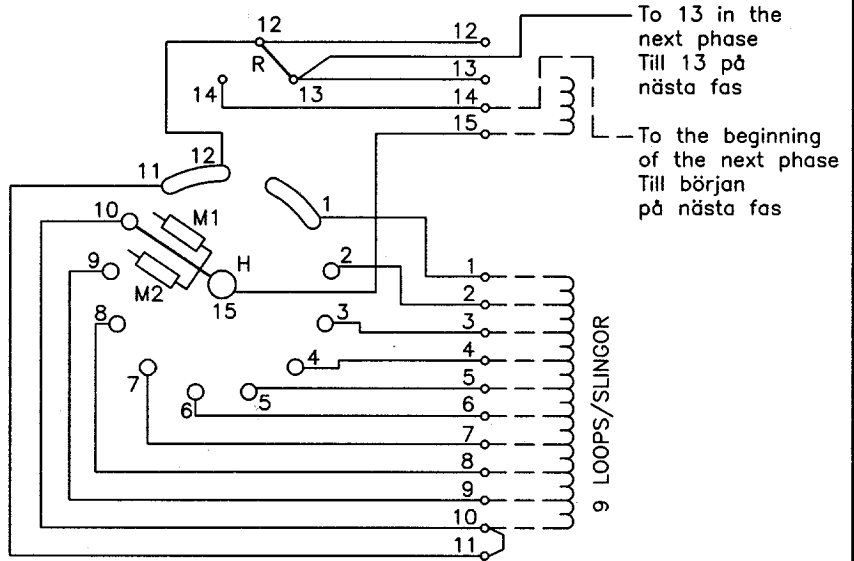 12
12
To 13 in the
next phase
Till 13 på
nästa fas
R
13
13
14
14
15
To the beginning
of the next phase
Till början
på nästa fas
11
12
1
10
M1
9
M2
H
15
2
8
3
7
4
6
5
1
2
3
4
5
6
7
8
9
10
11
9 LOOPS/SLINGOR